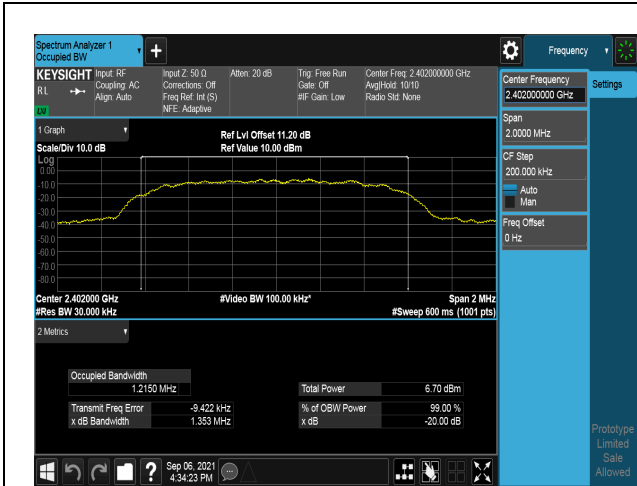 Spectrum Analyzer 1
Occupied BW
Frequency
KEYSIGHT
R L
Input: RF
Coupling: AC
Align: Auto
Input Z: 50 Ω
Corrections: Off
Freq Ref: Int (S)
NFE: Adaptive
Atten: 20 dB
Trig: Free Run
Gate: Off
#IF Gain: Low
Center Freq: 2.402000000 GHz
Avg|Hold: 10/10
Radio Std: None
Center Frequency
2.402000000 GHz
Settings
Span
2.0000 MHz
CF Step
200.000 kHz
Auto
Man
Freq Offset
0 Hz
1 Graph
Scale/Div 10.0 dB
Ref Lvl Offset 11.20 dB
Ref Value 10.00 dBm
Log
0.00
-10.0
-20.0
-30.0
-40.0
-50.0
-60.0
-70.0
-80.0
Center 2.402000 GHz
#Res BW 30.000 kHz
#Video BW 100.00 kHz*
Span 2 MHz
#Sweep 600 ms (1001 pts)
2 Metrics
Occupied Bandwidth
1.2150 MHz
Total Power 6.70 dBm
Transmit Freq Error -9.422 kHz
% of OBW Power 99.00 %
x dB Bandwidth 1.353 MHz
x dB -20.00 dB
Prototype
Limited
Sale
Allowed
Sep 06, 2021
4:34:23 PM